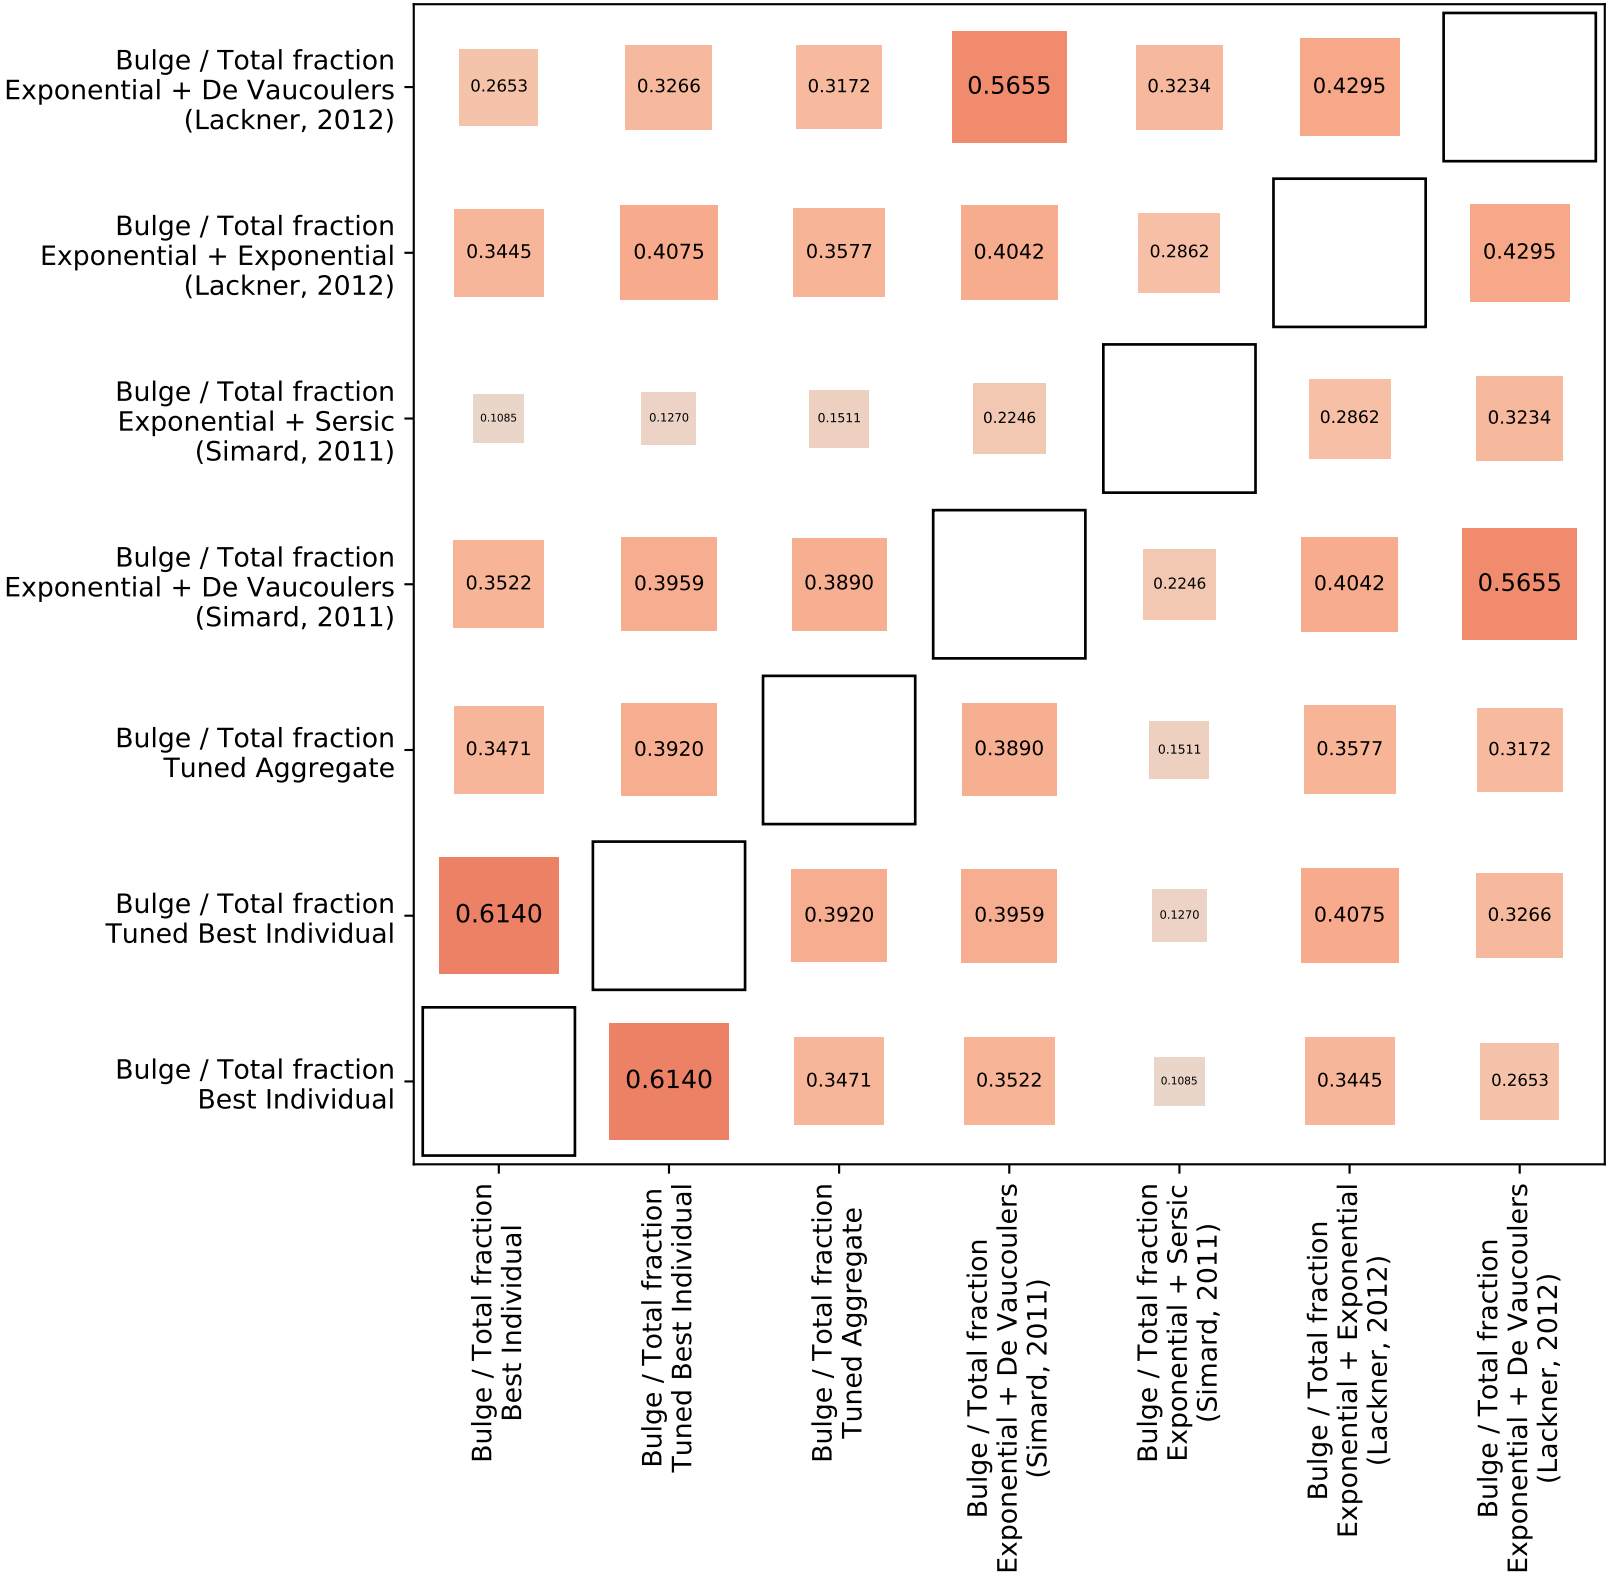 Bulge / Total fraction
Exponential + De Vaucoulers
(Lackner, 2012)
0.2653 0.3266 0.3172 0.5655 0.3234 0.4295
Bulge / Total fraction
Exponential + Exponential
(Lackner, 2012)
0.3445 0.4075 0.3577 0.4042 0.2862 0.4295
Bulge / Total fraction
Exponential + Sersic
(Simard, 2011)
0.1085 0.1270 0.1511 0.2246 0.2862 0.3234
Bulge / Total fraction
Exponential + De Vaucoulers
(Simard, 2011)
0.3522 0.3959 0.3890 0.2246 0.4042 0.5655
Bulge / Total fraction
Tuned Aggregate
0.3471 0.3920 0.3890 0.1511 0.3577 0.3172
Bulge / Total fraction
Tuned Best Individual
0.6140 0.3920 0.3959 0.1270 0.4075 0.3266
Bulge / Total fraction
Best Individual
0.6140 0.3471 0.3522 0.1085 0.3445 0.2653
Bulge / Total fraction
Best Individual
Bulge / Total fraction
Tuned Best Individual
Bulge / Total fraction
Tuned Aggregate
Bulge / Total fraction
Exponential + De Vaucoulers
(Simard, 2011)
Bulge / Total fraction
Exponential + Sersic
(Simard, 2011)
Bulge / Total fraction
Exponential + Exponential
(Lackner, 2012)
Bulge / Total fraction
Exponential + De Vaucoulers
(Lackner, 2012)